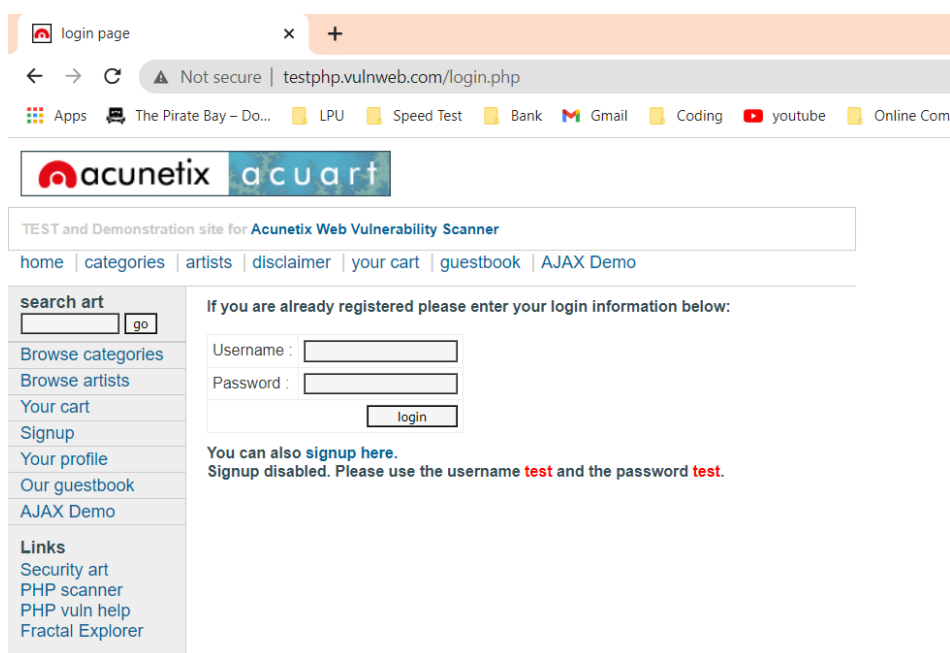 login page
Not secure | testphp.vulnweb.com/login.php
Apps The Pirate Bay – Do... LPU Speed Test Bank Gmail Coding youtube Online Com
acunetix acuart
TEST and Demonstration site for Acunetix Web Vulnerability Scanner
home | categories | artists | disclaimer | your cart | guestbook | AJAX Demo
search art
go
Browse categories
Browse artists
Your cart
Signup
Your profile
Our guestbook
AJAX Demo
Links
Security art
PHP scanner
PHP vuln help
Fractal Explorer
If you are already registered please enter your login information below:
Username :
Password :
login
You can also signup here.
Signup disabled. Please use the username test and the password test.